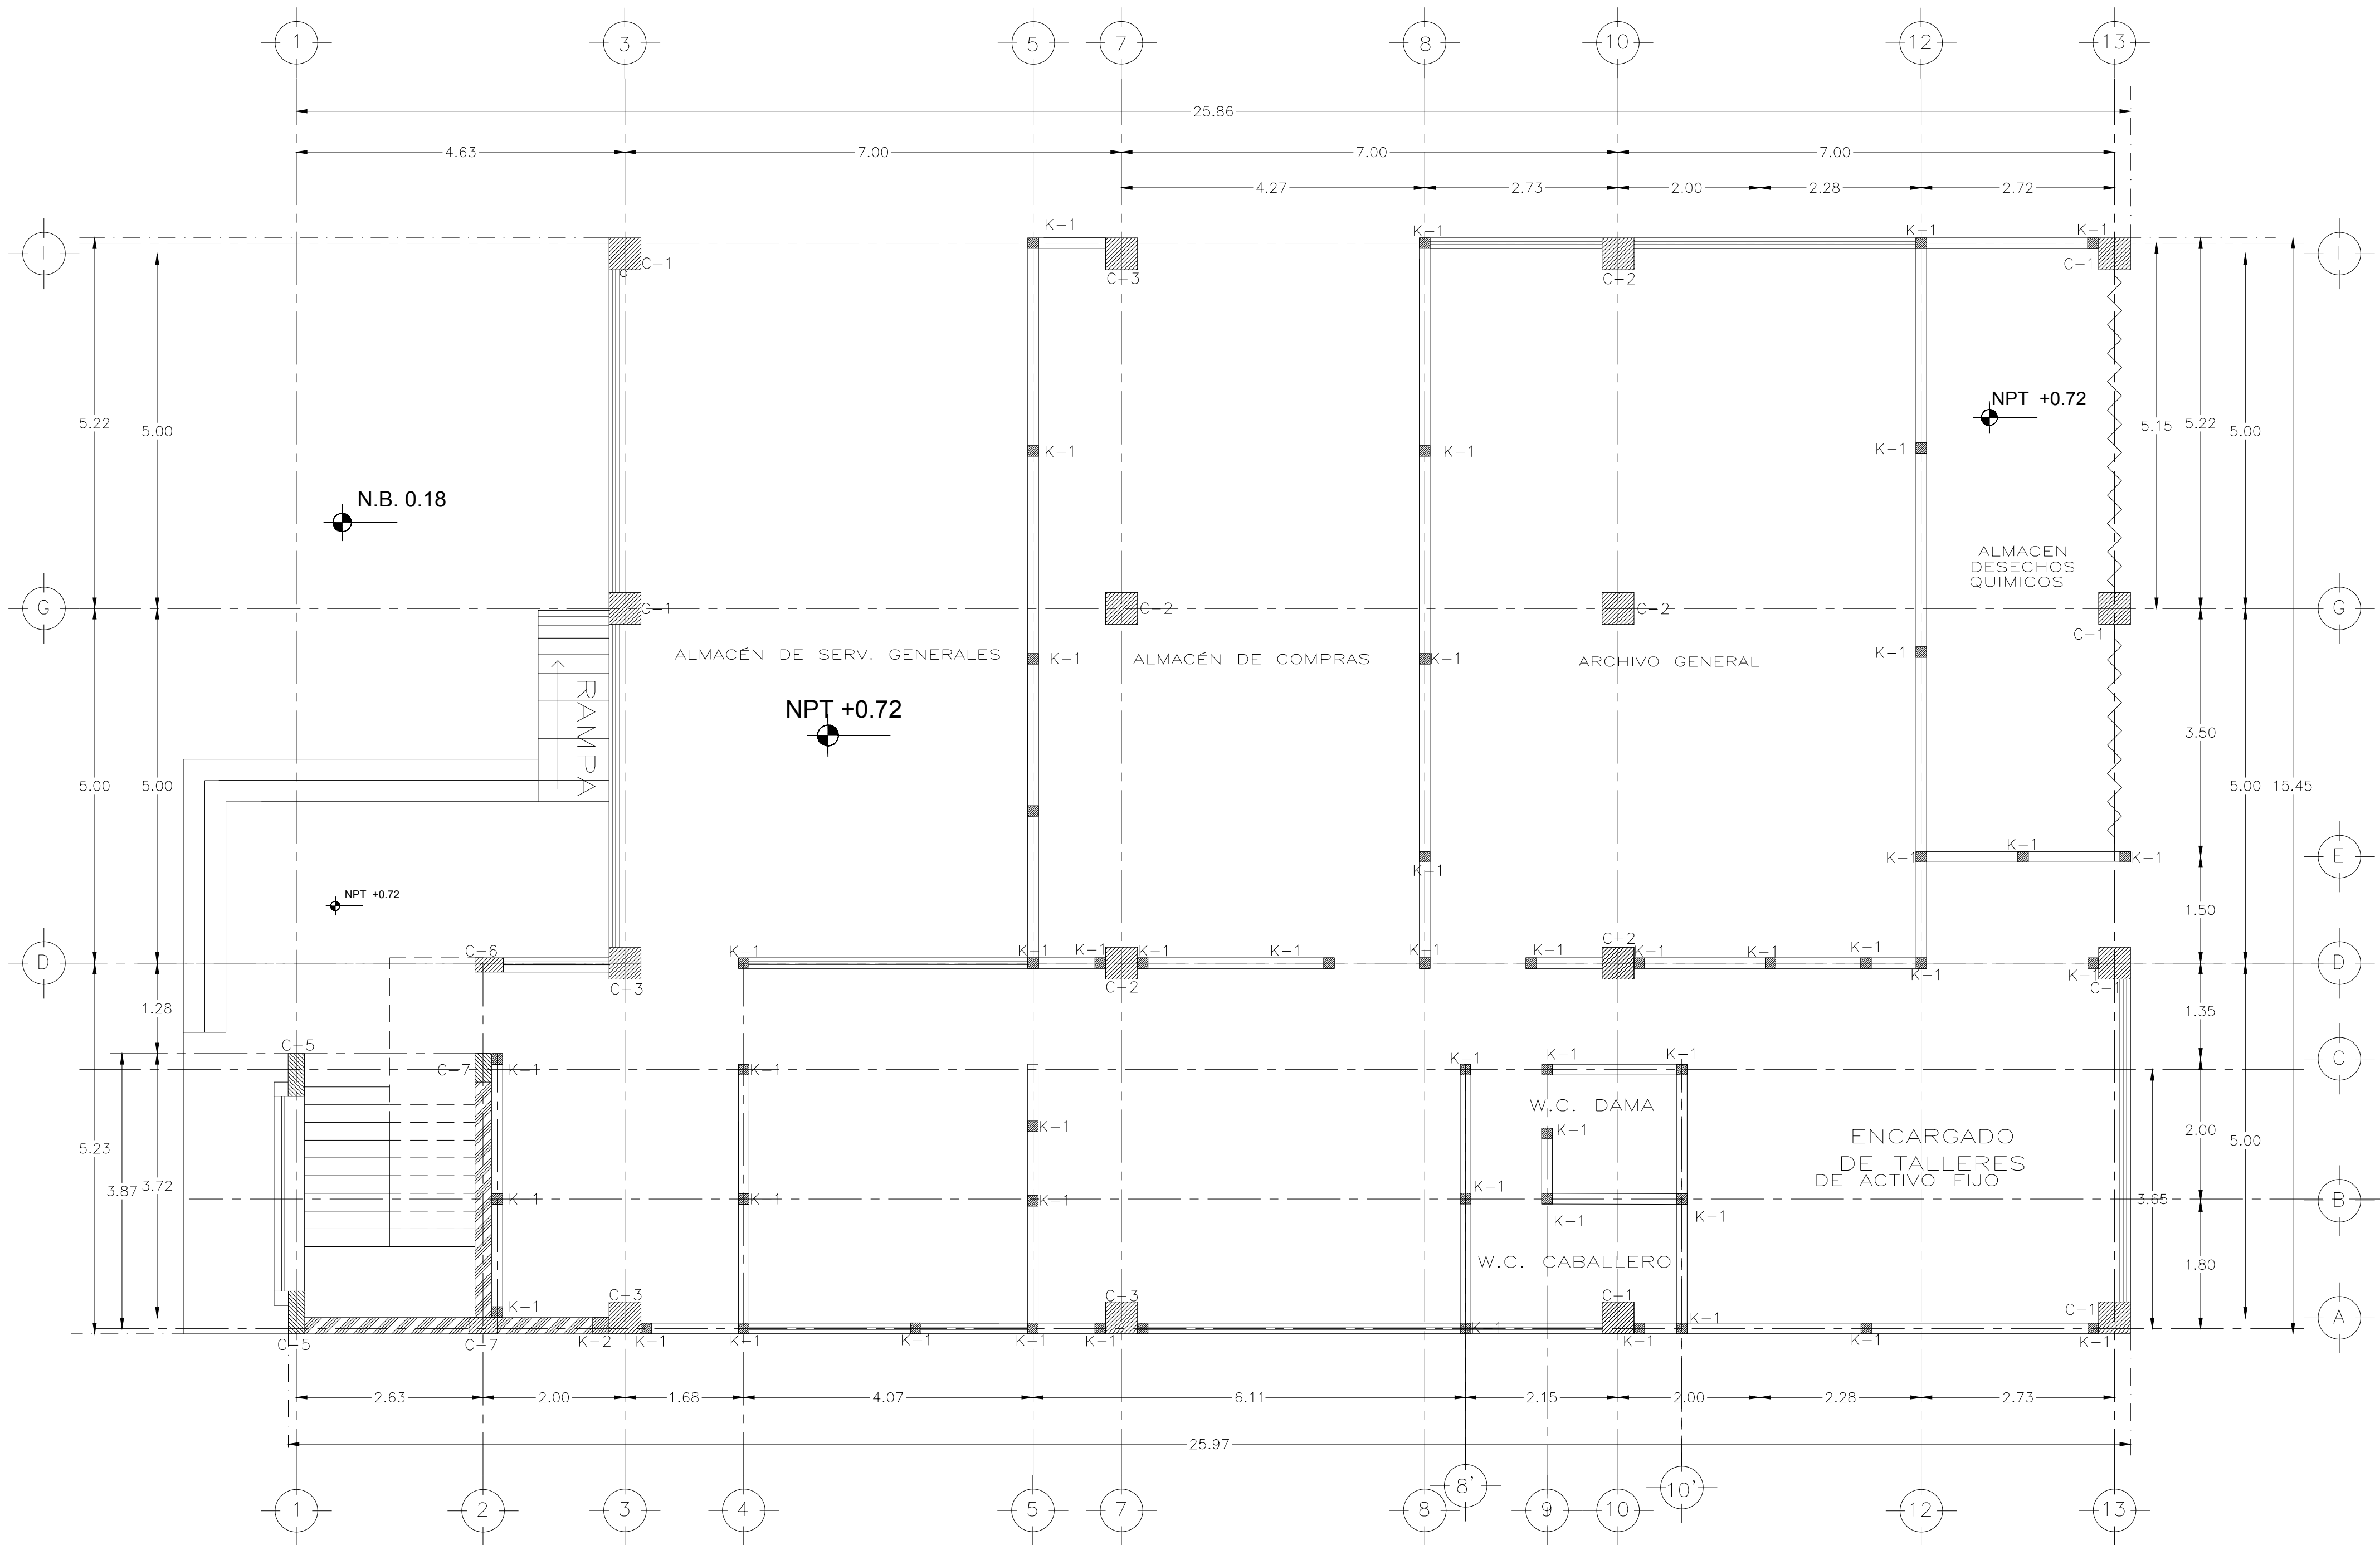 1 3 5 7 8 10 12 13
25.86
4.63 7.00 7.00 7.00
4.27 2.73 2.00 2.28 2.72
K-1 K-1 K-1 K-1
I C-1 C-3 C-2 C-1 I
5.22 5.00 NPT +0.72 5.15 5.22 5.00
K-1 K-1 K-1
N.B. 0.18
ALMACEN
DESECHOS
QUIMICOS
G C-1 C-2 C-2 C-1 G
ALMACÉN DE SERV. GENERALES K-1 ALMACÉN DE COMPRAS K-1 ARCHIVO GENERAL K-1
RAMPA
NPT +0.72
3.50
5.00 5.00 5.00 15.45
K-1 K-1 K-1 K-1 E
NPT +0.72
1.50
C-6 K-1 K-1 K-1 K-1 K-1 K-1 K-1 C-2 K-1 K-1 K-1
D C-3 C-2 K-1 K-1 C-1 D
1.28 1.35
C-5 K-1 K-1 K-1 C
C-7 K-1 K-1
W.C. DAMA
K-1 K-1
2.00 5.00
ENCARGADO
DE TALLERES
DE ACTIVO FIJO
5.23 3.87 3.72
K-1 K-1 K-1 K-1 K-1 K-1 3.65 B
W.C. CABALLERO
1.80
K-1 C-3 C-3 C-1 C-1 A
C-5 C-7 K-2 K-1 K-1 K-1 K-1 K-1 K-1 K-1 K-1 K-1 K-1
2.63 2.00 1.68 4.07 6.11 2.15 2.00 2.28 2.73
25.97
8' 10'
1 2 3 4 5 7 8 9 10 12 13